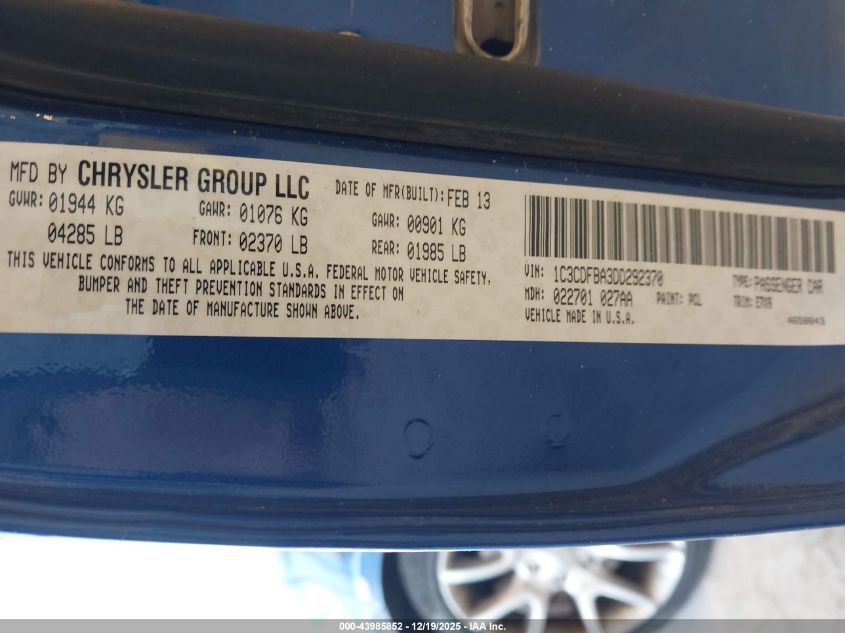 MFD BY CHRYSLER GROUP LLC DATE OF MFR(BUILT): FEB 13
GVWR: 01944 KG GAWR: 01076 KG GAWR: 00901 KG
04285 LB FRONT: 02370 LB REAR: 01985 LB
THIS VEHICLE CONFORMS TO ALL APPLICABLE U.S.A. FEDERAL MOTOR VEHICLE SAFETY,
BUMPER AND THEFT PREVENTION STANDARDS IN EFFECT ON
THE DATE OF MANUFACTURE SHOWN ABOVE.
VIN: 1C3CDFBA3DD292370 TYPE: PASSENGER CAR
MDH: 022701 027AA PAINT: PCL TRIM: E7X9
VEHICLE MADE IN U.S.A. 4658043
000-43985852 - 12/19/2025 - IAA Inc.